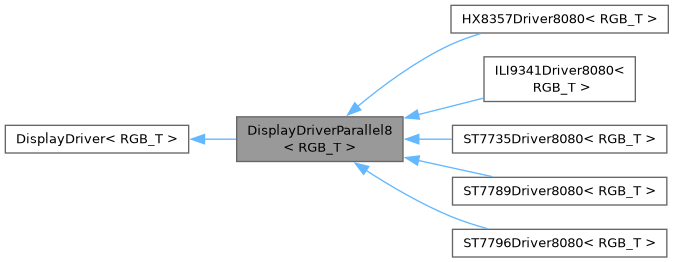 DisplayDriver< RGB_T >
DisplayDriverParallel8
< RGB_T >
HX8357Driver8080< RGB_T >
ILI9341Driver8080<
RGB_T >
ST7735Driver8080< RGB_T >
ST7789Driver8080< RGB_T >
ST7796Driver8080< RGB_T >